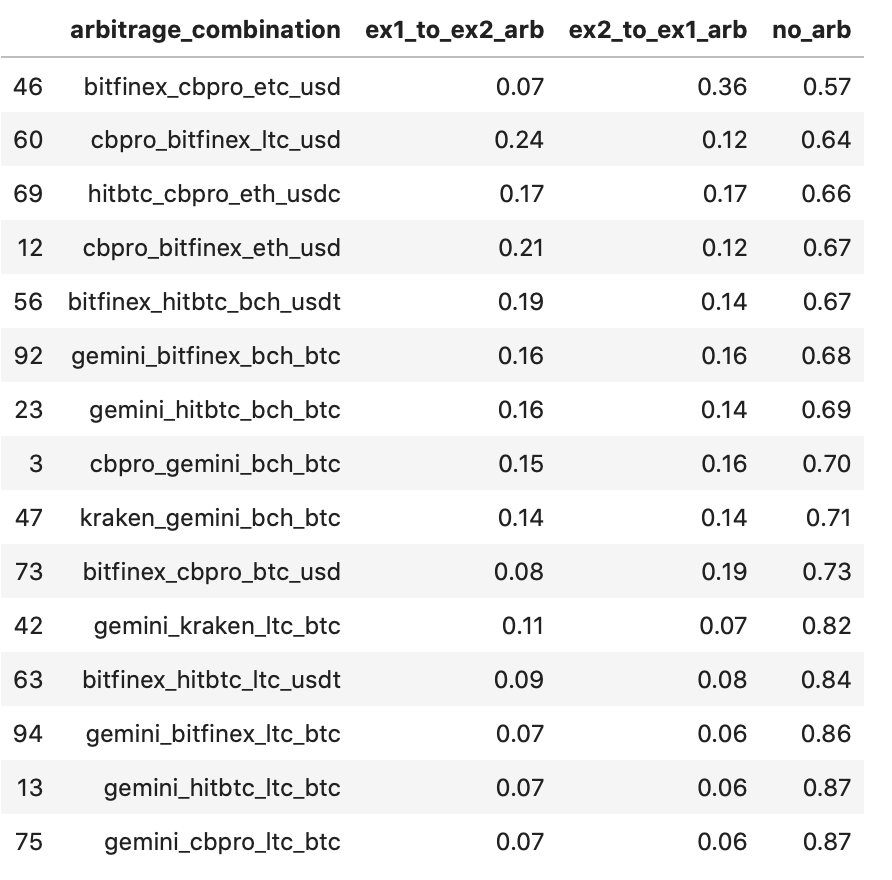 arbitrage_combination ex1_to_ex2_arb ex2_to_ex1_arb no_arb
46 bitfinex_cbpro_etc_usd 0.07 0.36 0.57
60 cbpro_bitfinex_ltc_usd 0.24 0.12 0.64
69 hitbtc_cbpro_eth_usdc 0.17 0.17 0.66
12 cbpro_bitfinex_eth_usd 0.21 0.12 0.67
56 bitfinex_hitbtc_bch_usdt 0.19 0.14 0.67
92 gemini_bitfinex_bch_btc 0.16 0.16 0.68
23 gemini_hitbtc_bch_btc 0.16 0.14 0.69
3 cbpro_gemini_bch_btc 0.15 0.16 0.70
47 kraken_gemini_bch_btc 0.14 0.14 0.71
73 bitfinex_cbpro_btc_usd 0.08 0.19 0.73
42 gemini_kraken_ltc_btc 0.11 0.07 0.82
63 bitfinex_hitbtc_ltc_usdt 0.09 0.08 0.84
94 gemini_bitfinex_ltc_btc 0.07 0.06 0.86
13 gemini_hitbtc_ltc_btc 0.07 0.06 0.87
75 gemini_cbpro_ltc_btc 0.07 0.06 0.87